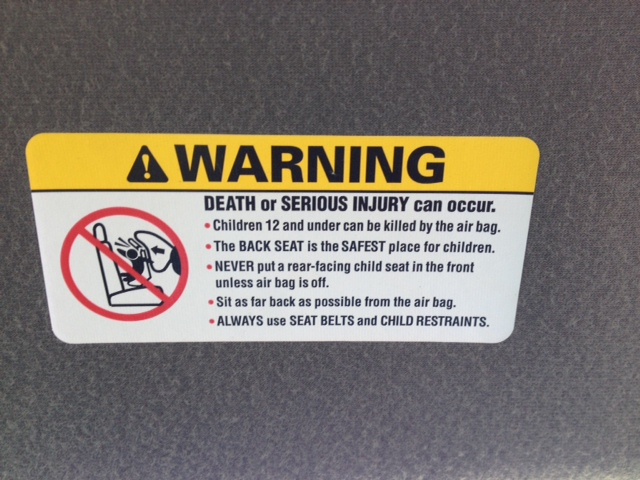 WARNING
DEATH or SERIOUS INJURY can occur.
• Children 12 and under can be killed by the air bag.
• The BACK SEAT is the SAFEST place for children.
• NEVER put a rear-facing child seat in the front
unless air bag is off.
• Sit as far back as possible from the air bag.
• ALWAYS use SEAT BELTS and CHILD RESTRAINTS.